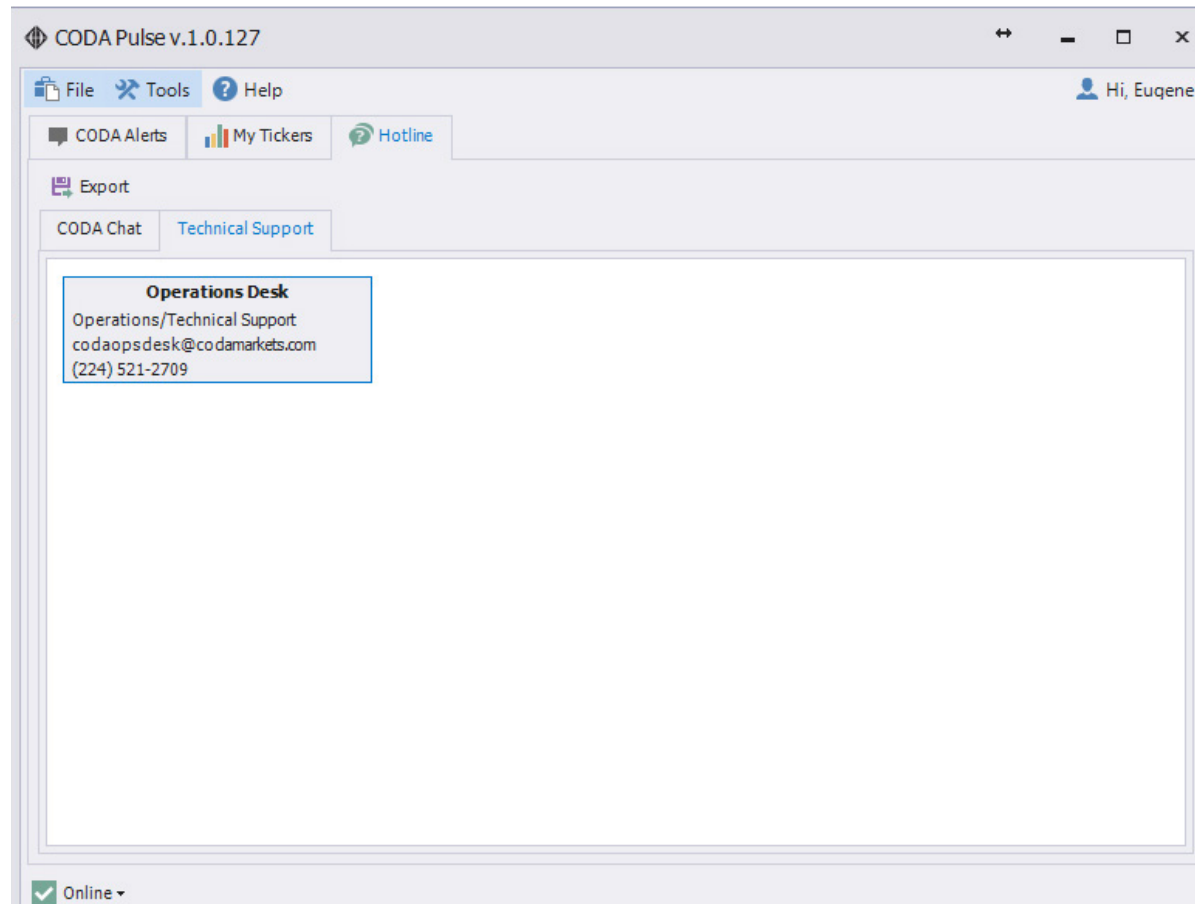 CODA Pulse v.1.0.127
File Tools Help Hi, Eugene
CODA Alerts My Tickers Hotline
Export
CODA Chat Technical Support
Operations Desk
Operations/Technical Support
codaopsdesk@codamarkets.com
(224) 521-2709
Online